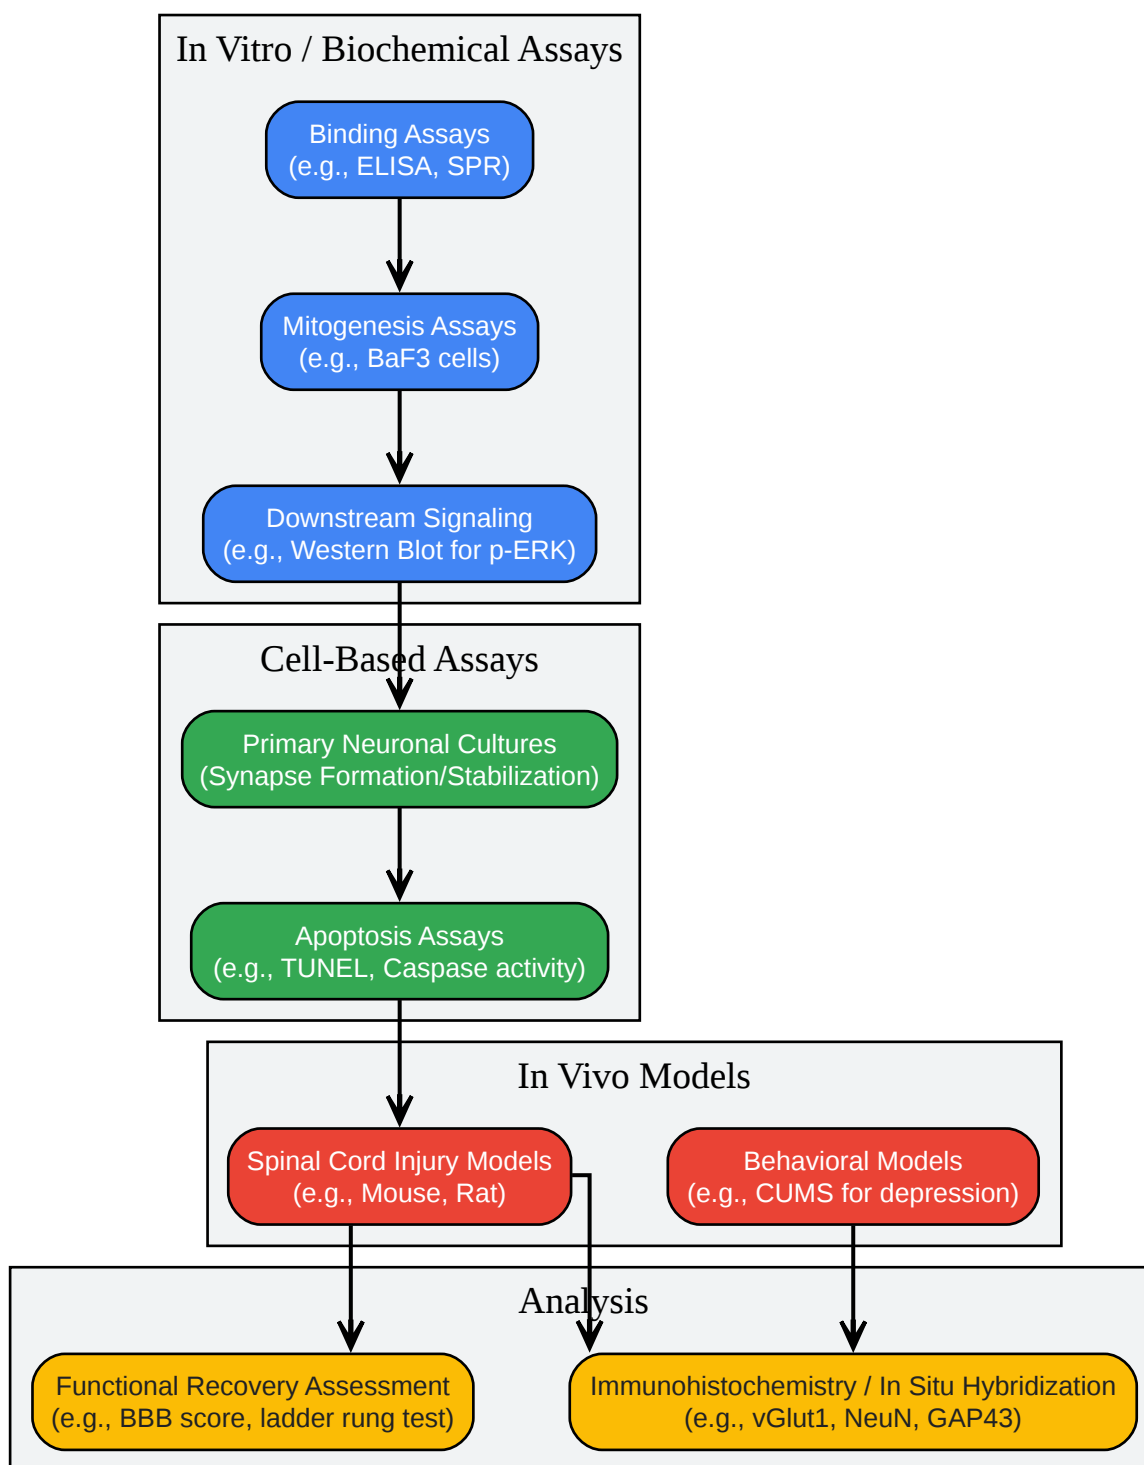 In Vitro / Biochemical Assays
Binding Assays
(e.g., ELISA, SPR)
Mitogenesis Assays
(e.g., BaF3 cells)
Downstream Signaling
(e.g., Western Blot for p-ERK)
Cell-Based Assays
Primary Neuronal Cultures
(Synapse Formation/Stabilization)
Apoptosis Assays
(e.g., TUNEL, Caspase activity)
In Vivo Models
Spinal Cord Injury Models
(e.g., Mouse, Rat)
Behavioral Models
(e.g., CUMS for depression)
Analysis
Functional Recovery Assessment
(e.g., BBB score, ladder rung test)
Immunohistochemistry / In Situ Hybridization
(e.g., vGlut1, NeuN, GAP43)